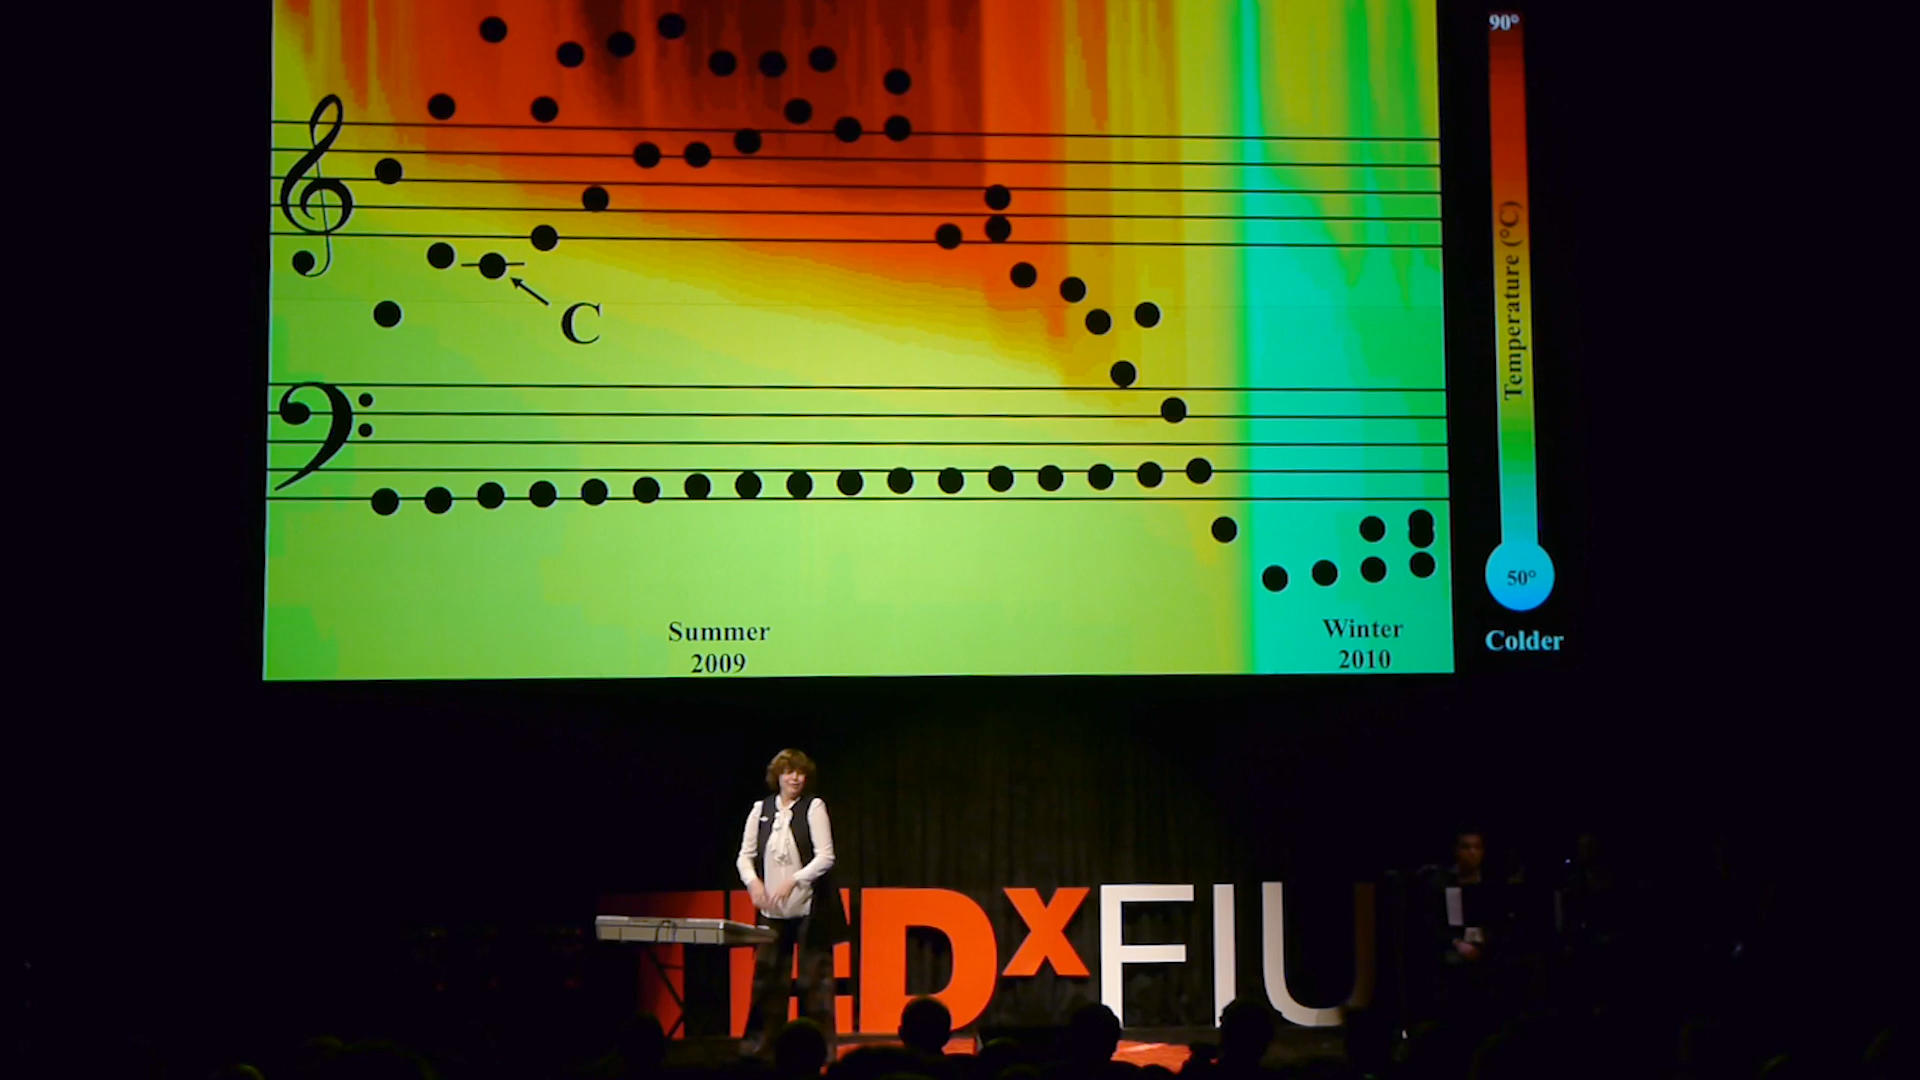 90°
Temperature (°C)
C
50°
Colder
Summer
2009
Winter
2010
TEDxFIU